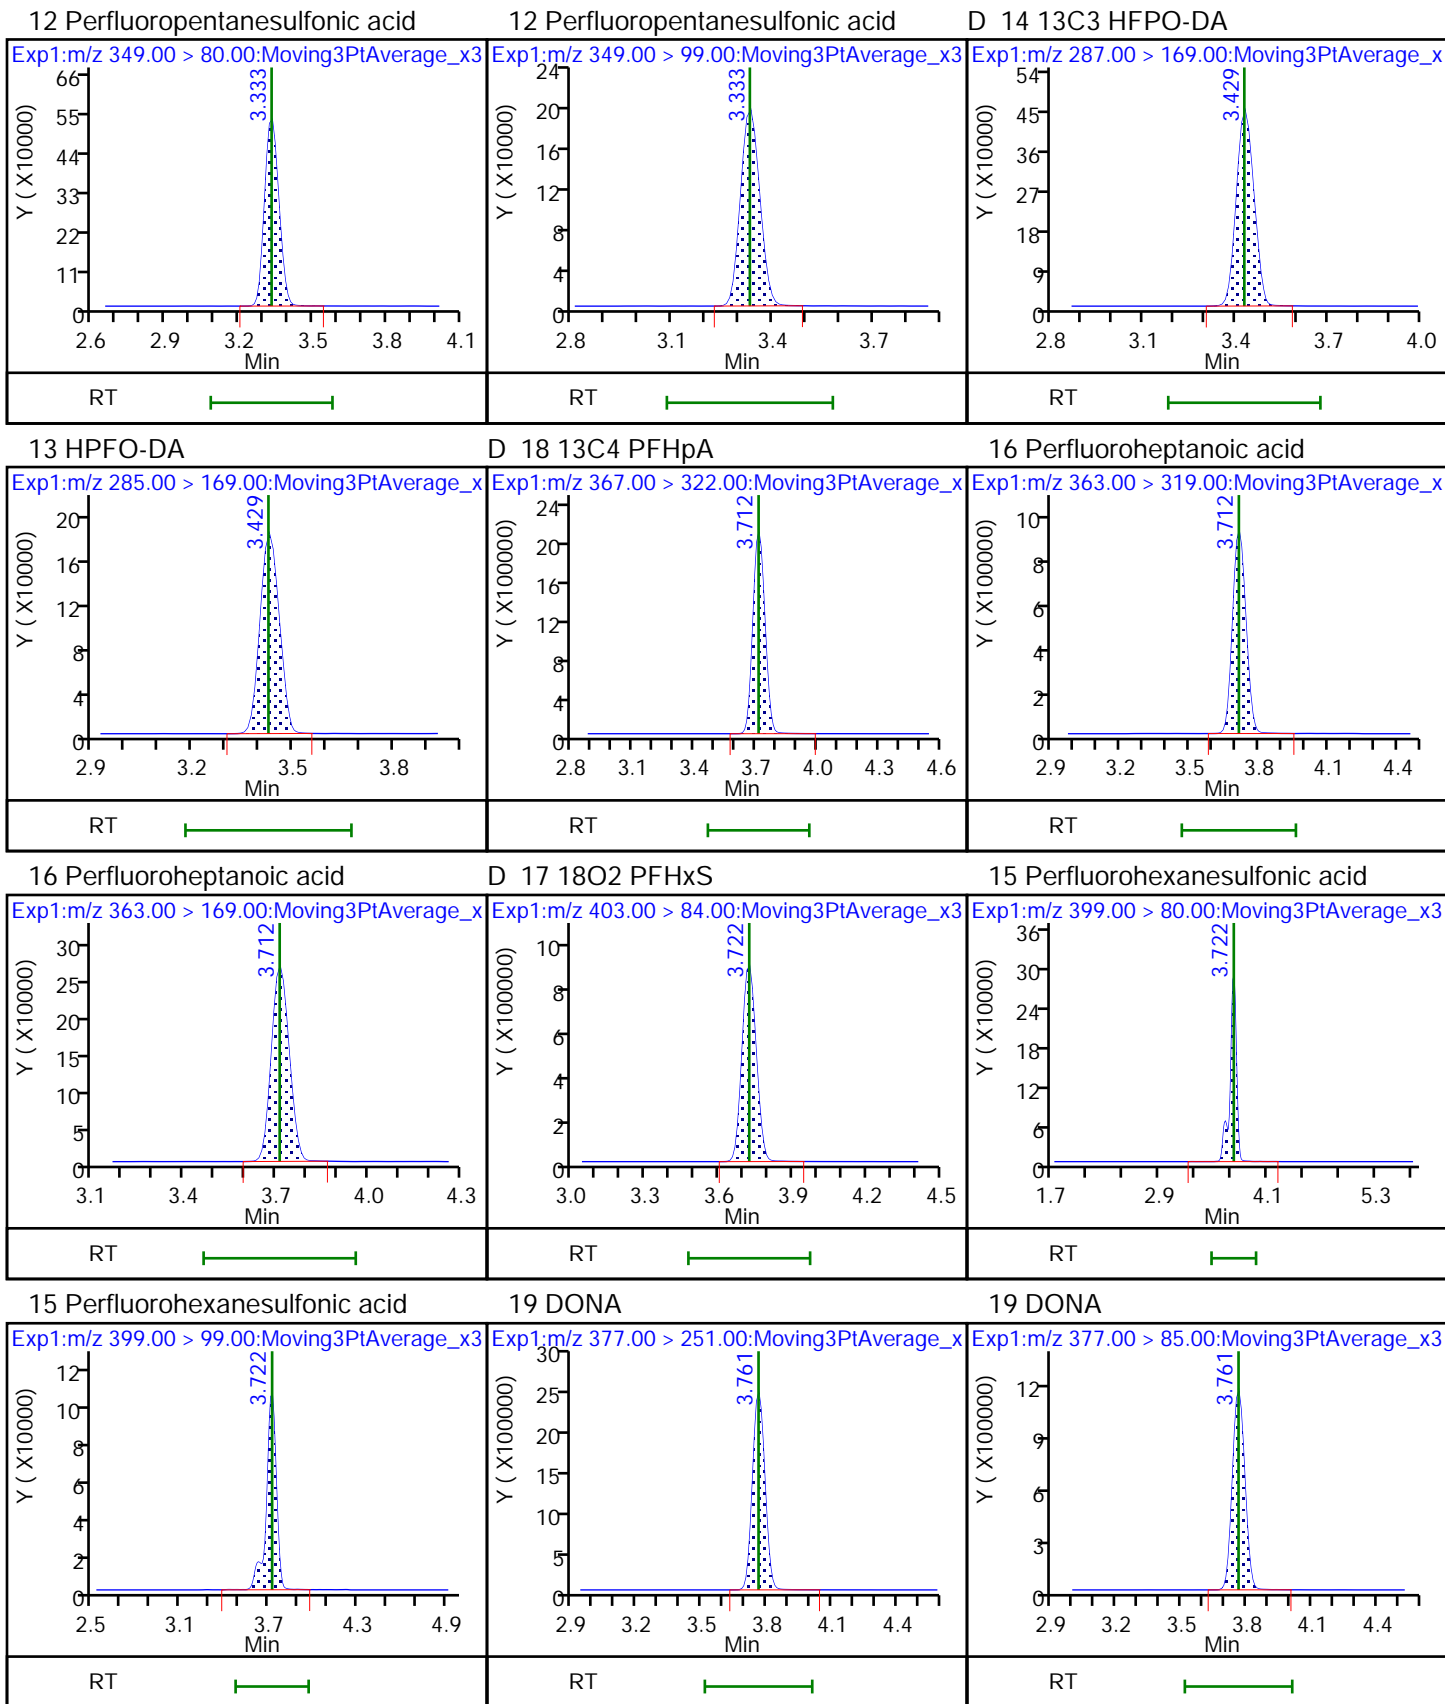 12 Perfluoropentanesulfonic acid
Exp1:m/z 349.00 > 80.00:Moving3PtAverage_x3
3.333
Y ( X10000)
66
55
44
33
22
11
0
2.6 2.9 3.2 3.5 3.8 4.1
Min
RT
12 Perfluoropentanesulfonic acid
Exp1:m/z 349.00 > 99.00:Moving3PtAverage_x3
3.333
Y ( X10000)
24
20
16
12
8
4
0
2.8 3.1 3.4 3.7
Min
RT
D 14 13C3 HFPO-DA
Exp1:m/z 287.00 > 169.00:Moving3PtAverage_x
3.429
Y ( X10000)
54
45
36
27
18
9
0
2.8 3.1 3.4 3.7 4.0
Min
RT
13 HPFO-DA
Exp1:m/z 285.00 > 169.00:Moving3PtAverage_x
3.429
Y ( X10000)
20
16
12
8
4
0
2.9 3.2 3.5 3.8
Min
RT
D 18 13C4 PFHpA
Exp1:m/z 367.00 > 322.00:Moving3PtAverage_x
3.712
Y ( X100000)
24
20
16
12
8
4
0
2.8 3.1 3.4 3.7 4.0 4.3 4.6
Min
RT
16 Perfluoroheptanoic acid
Exp1:m/z 363.00 > 319.00:Moving3PtAverage_x
3.712
Y ( X100000)
10
8
6
4
2
0
2.9 3.2 3.5 3.8 4.1 4.4
Min
RT
16 Perfluoroheptanoic acid
Exp1:m/z 363.00 > 169.00:Moving3PtAverage_x
3.712
Y ( X10000)
30
25
20
15
10
5
0
3.1 3.4 3.7 4.0 4.3
Min
RT
D 17 18O2 PFHxS
Exp1:m/z 403.00 > 84.00:Moving3PtAverage_x3
3.722
Y ( X100000)
10
8
6
4
2
0
3.0 3.3 3.6 3.9 4.2 4.5
Min
RT
15 Perfluorohexanesulfonic acid
Exp1:m/z 399.00 > 80.00:Moving3PtAverage_x3
3.722
Y ( X10000)
36
30
24
18
12
6
0
1.7 2.9 4.1 5.3
Min
RT
15 Perfluorohexanesulfonic acid
Exp1:m/z 399.00 > 99.00:Moving3PtAverage_x3
3.722
Y ( X10000)
12
10
8
6
4
2
0
2.5 3.1 3.7 4.3 4.9
Min
RT
19 DONA
Exp1:m/z 377.00 > 251.00:Moving3PtAverage_x
3.761
Y ( X100000)
30
25
20
15
10
5
0
2.9 3.2 3.5 3.8 4.1 4.4
Min
RT
19 DONA
Exp1:m/z 377.00 > 85.00:Moving3PtAverage_x3
3.761
Y ( X100000)
12
9
6
3
0
2.9 3.2 3.5 3.8 4.1 4.4
Min
RT